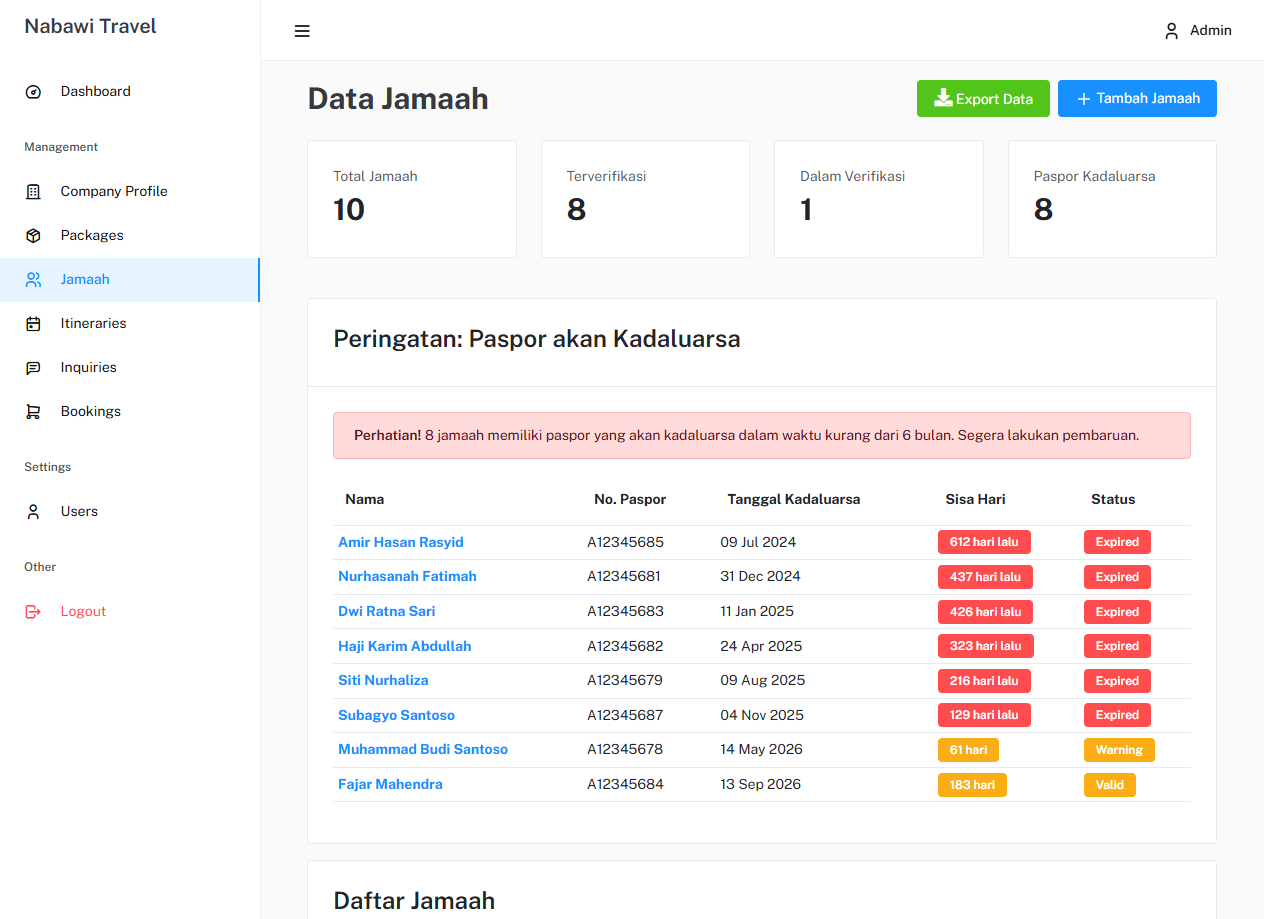 Nabawi Travel
Admin
Dashboard
Management
Company Profile
Packages
Jamaah
Itineraries
Inquiries
Bookings
Settings
Users
Other
Logout
Data Jamaah
Export Data
+ Tambah Jamaah
Total Jamaah
10
Terverifikasi
8
Dalam Verifikasi
1
Paspor Kadaluarsa
8
Peringatan: Paspor akan Kadaluarsa
Perhatian! 8 jamaah memiliki paspor yang akan kadaluarsa dalam waktu kurang dari 6 bulan. Segera lakukan pembaruan.
Nama No. Paspor Tanggal Kadaluarsa Sisa Hari Status
Amir Hasan Rasyid A12345685 09 Jul 2024 612 hari lalu Expired
Nurhasanah Fatimah A12345681 31 Dec 2024 437 hari lalu Expired
Dwi Ratna Sari A12345683 11 Jan 2025 426 hari lalu Expired
Haji Karim Abdullah A12345682 24 Apr 2025 323 hari lalu Expired
Siti Nurhaliza A12345679 09 Aug 2025 216 hari lalu Expired
Subagyo Santoso A12345687 04 Nov 2025 129 hari lalu Expired
Muhammad Budi Santoso A12345678 14 May 2026 61 hari Warning
Fajar Mahendra A12345684 13 Sep 2026 183 hari Valid
Daftar Jamaah